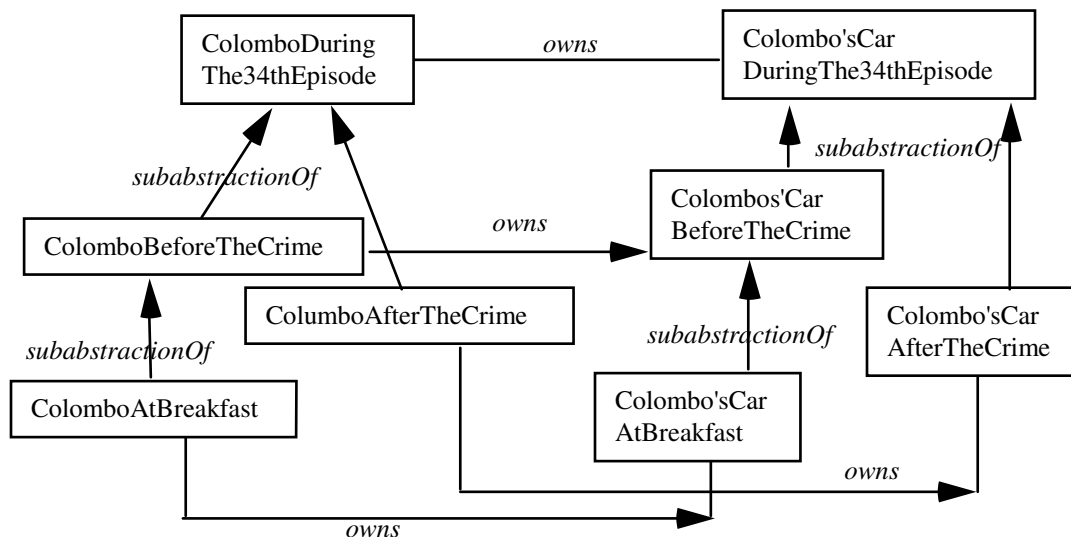 ColomboDuring
The34thEpisode
owns
Colombo'sCar
DuringThe34thEpisode
subabstractionOf
subabstractionOf
ColomboBeforeTheCrime
owns
Colombos'Car
BeforeTheCrime
ColumboAfterTheCrime
Colombo'sCar
AfterTheCrime
subabstractionOf
subabstractionOf
ColomboAtBreakfast
Colombo'sCar
AtBreakfast
owns
owns